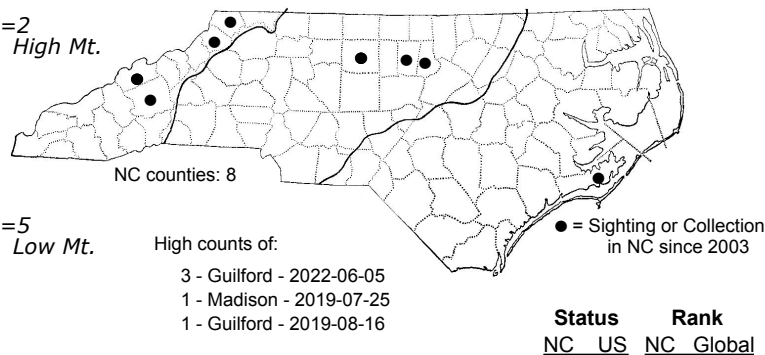 =2
High Mt.
NC counties: 8
=5
Low Mt.
High counts of:
3 - Guilford - 2022-06-05
1 - Madison - 2019-07-25
1 - Guilford - 2019-08-16
● = Sighting or Collection
in NC since 2003
Status Rank
NC US NC Global